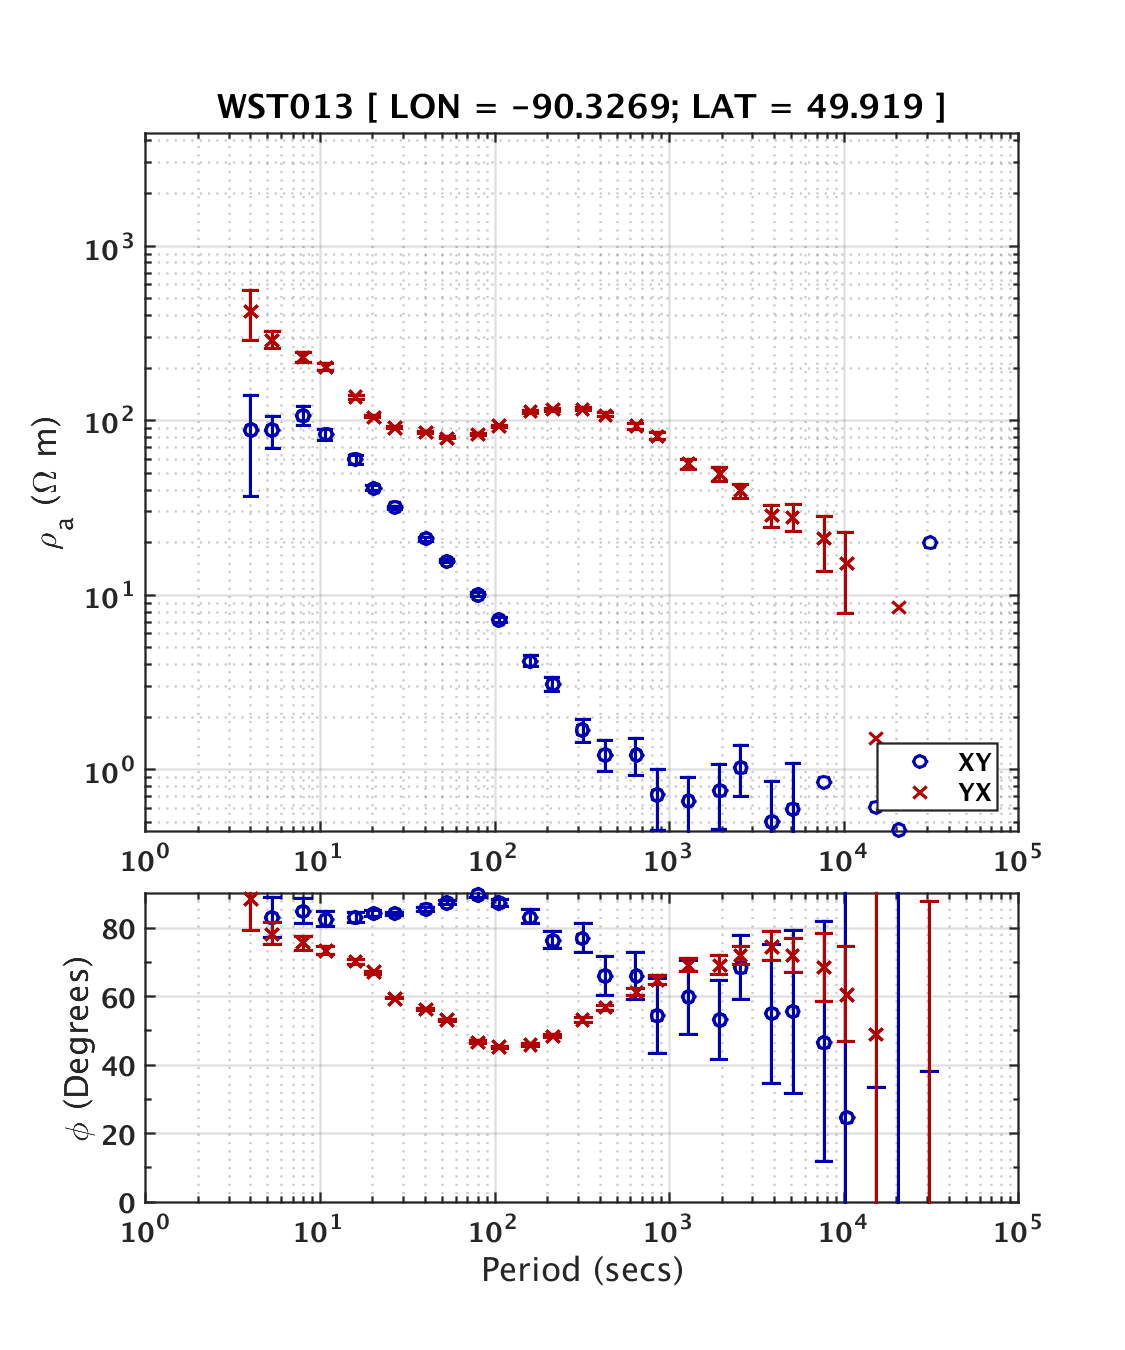 WST013 [ LON = -90.3269; LAT = 49.919 ]
10³
10²
10¹
10⁰
ρₐ (Ω m)
XY
YX
10⁰ 10¹ 10² 10³ 10⁴ 10⁵
80
60
40
20
0
ϕ (Degrees)
10⁰ 10¹ 10² 10³ 10⁴ 10⁵
Period (secs)